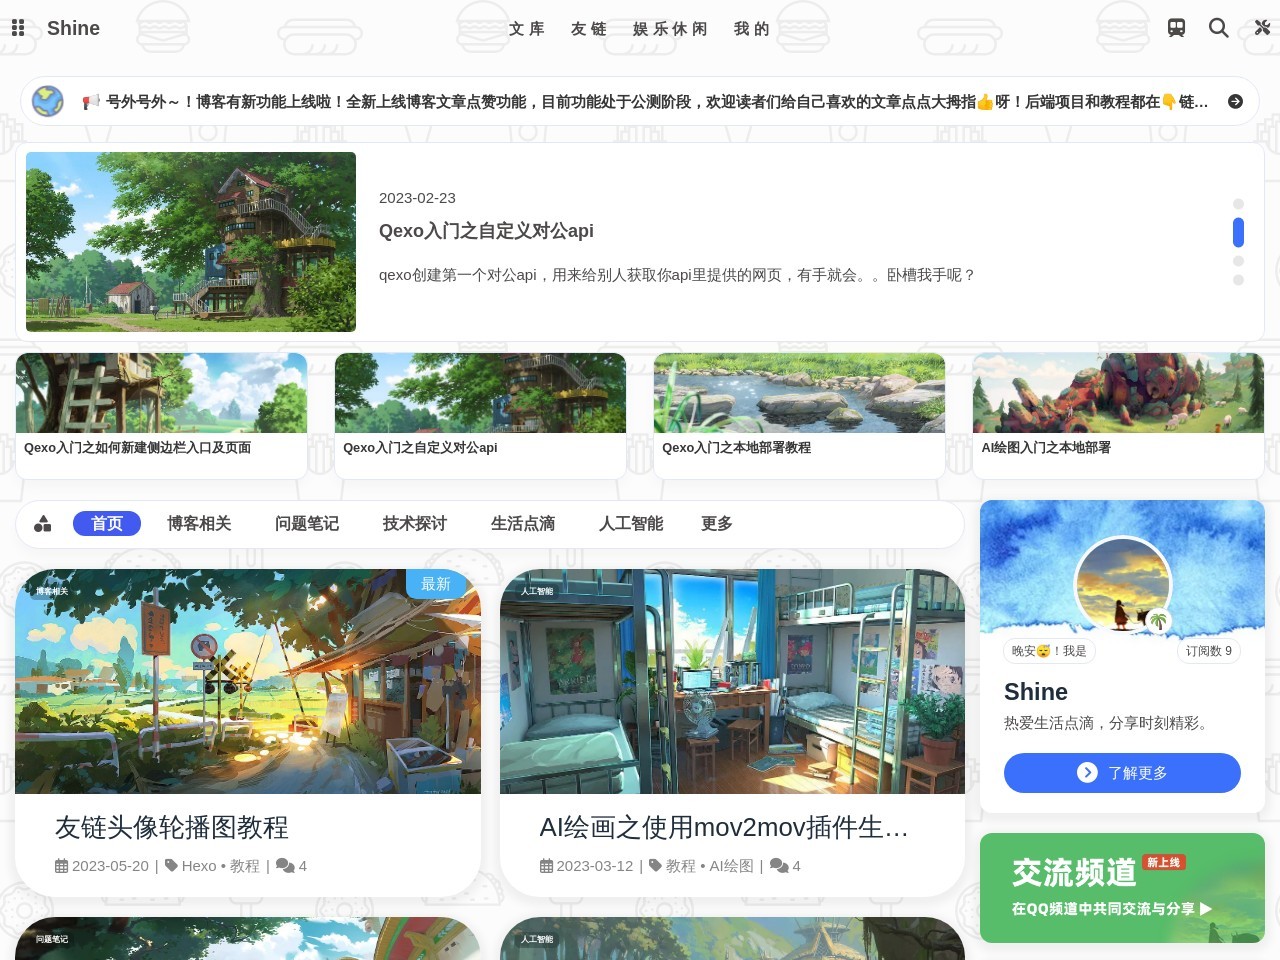 Shine
文库 友链 娱乐休闲 我的
📢 号外号外～！博客有新功能上线啦！全新上线博客文章点赞功能，目前功能处于公测阶段，欢迎读者们给自己喜欢的文章点点大拇指👍呀！后端项目和教程都在👇链…
2023-02-23
Qexo入门之自定义对公api
qexo创建第一个对公api，用来给别人获取你api里提供的网页，有手就会。。卧槽我手呢？
Qexo入门之如何新建侧边栏入口及页面
Qexo入门之自定义对公api
Qexo入门之本地部署教程
AI绘图入门之本地部署
首页 博客相关 问题笔记 技术探讨 生活点滴 人工智能 更多
博客相关
最新
友链头像轮播图教程
2023-05-20 | Hexo • 教程 | 4
人工智能
AI绘画之使用mov2mov插件生…
2023-03-12 | 教程 • AI绘图 | 4
问题笔记
人工智能
晚安😴！我是
订阅数 9
Shine
热爱生活点滴，分享时刻精彩。
了解更多
交流频道 新上线
在QQ频道中共同交流与分享 ▶